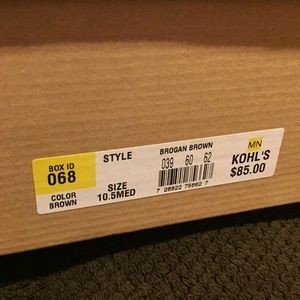 BOX ID
068
COLOR
BROWN
STYLE
SIZE
10.5MED
BROGAN BROWN
039 60 62
7 26822 75662 7
MN
KOHL'S
$85.00